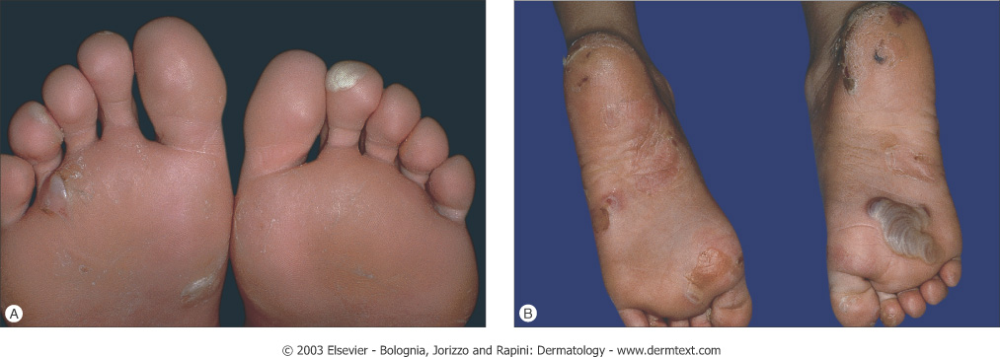 A
B
© 2003 Elsevier - Bolognia, Jorizzo and Rapini: Dermatology - www.dermtext.com